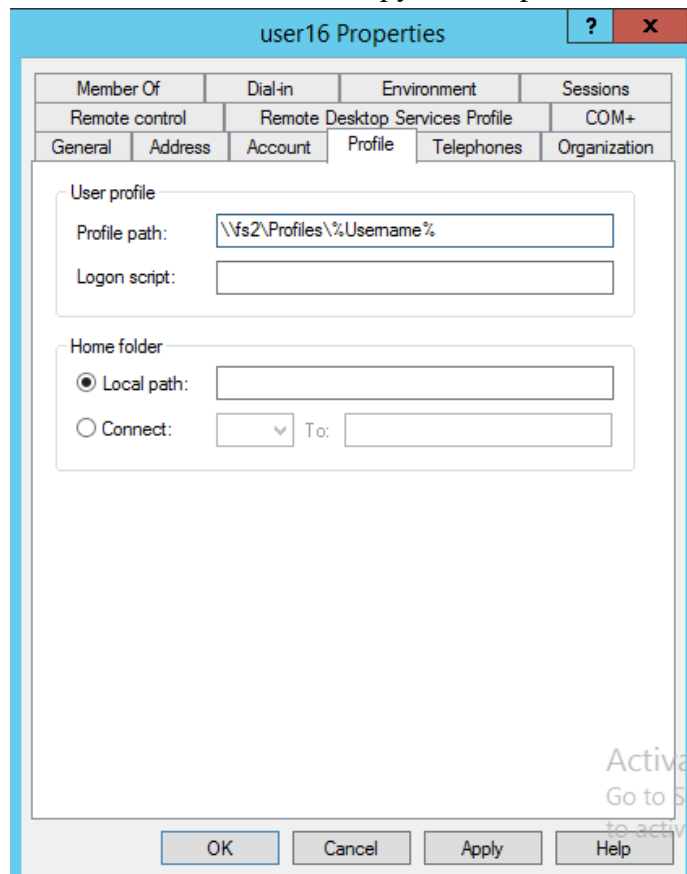 user16 Properties ? x
Member Of Dial-in Environment Sessions
Remote control Remote Desktop Services Profile COM+
General Address Account Profile Telephones Organization
User profile
Profile path: \\fs2\Profiles\%Username%
Logon script:
Home folder
Local path:
Connect: To:
Activa
Go to S
to activ
OK Cancel Apply Help